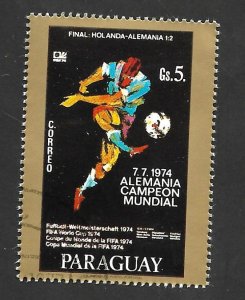 FINAL: HOLANDA-ALEMANIA 1:2
Gs.5.
CORREO
7.7.1974
ALEMANIA
CAMPEON
MUNDIAL
Fußball-Weltmeisterschaft 1974
FIFA World Cup 1974
Coupe du Monde de la FIFA 1974
Copa Mundial de la FIFA 1974
PARAGUAY